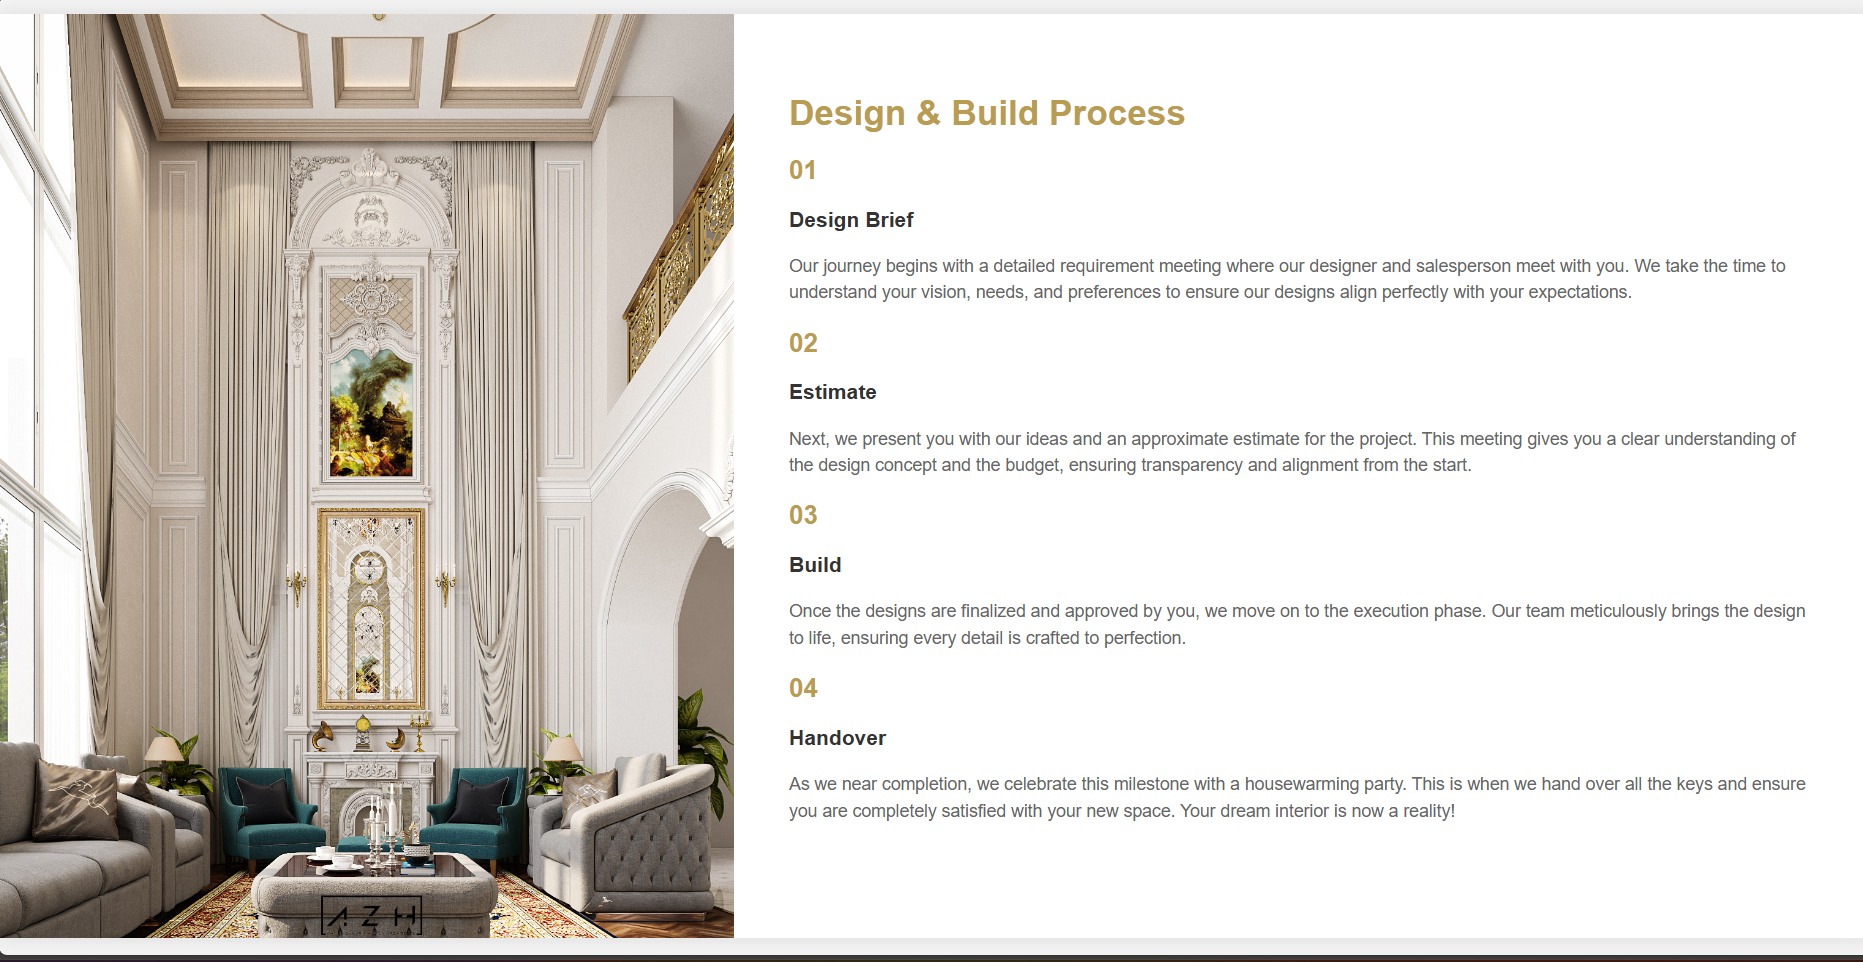 Design & Build Process
01
Design Brief
Our journey begins with a detailed requirement meeting where our designer and salesperson meet with you. We take the time to
understand your vision, needs, and preferences to ensure our designs align perfectly with your expectations.
02
Estimate
Next, we present you with our ideas and an approximate estimate for the project. This meeting gives you a clear understanding of
the design concept and the budget, ensuring transparency and alignment from the start.
03
Build
Once the designs are finalized and approved by you, we move on to the execution phase. Our team meticulously brings the design
to life, ensuring every detail is crafted to perfection.
04
Handover
As we near completion, we celebrate this milestone with a housewarming party. This is when we hand over all the keys and ensure
you are completely satisfied with your new space. Your dream interior is now a reality!
AZH